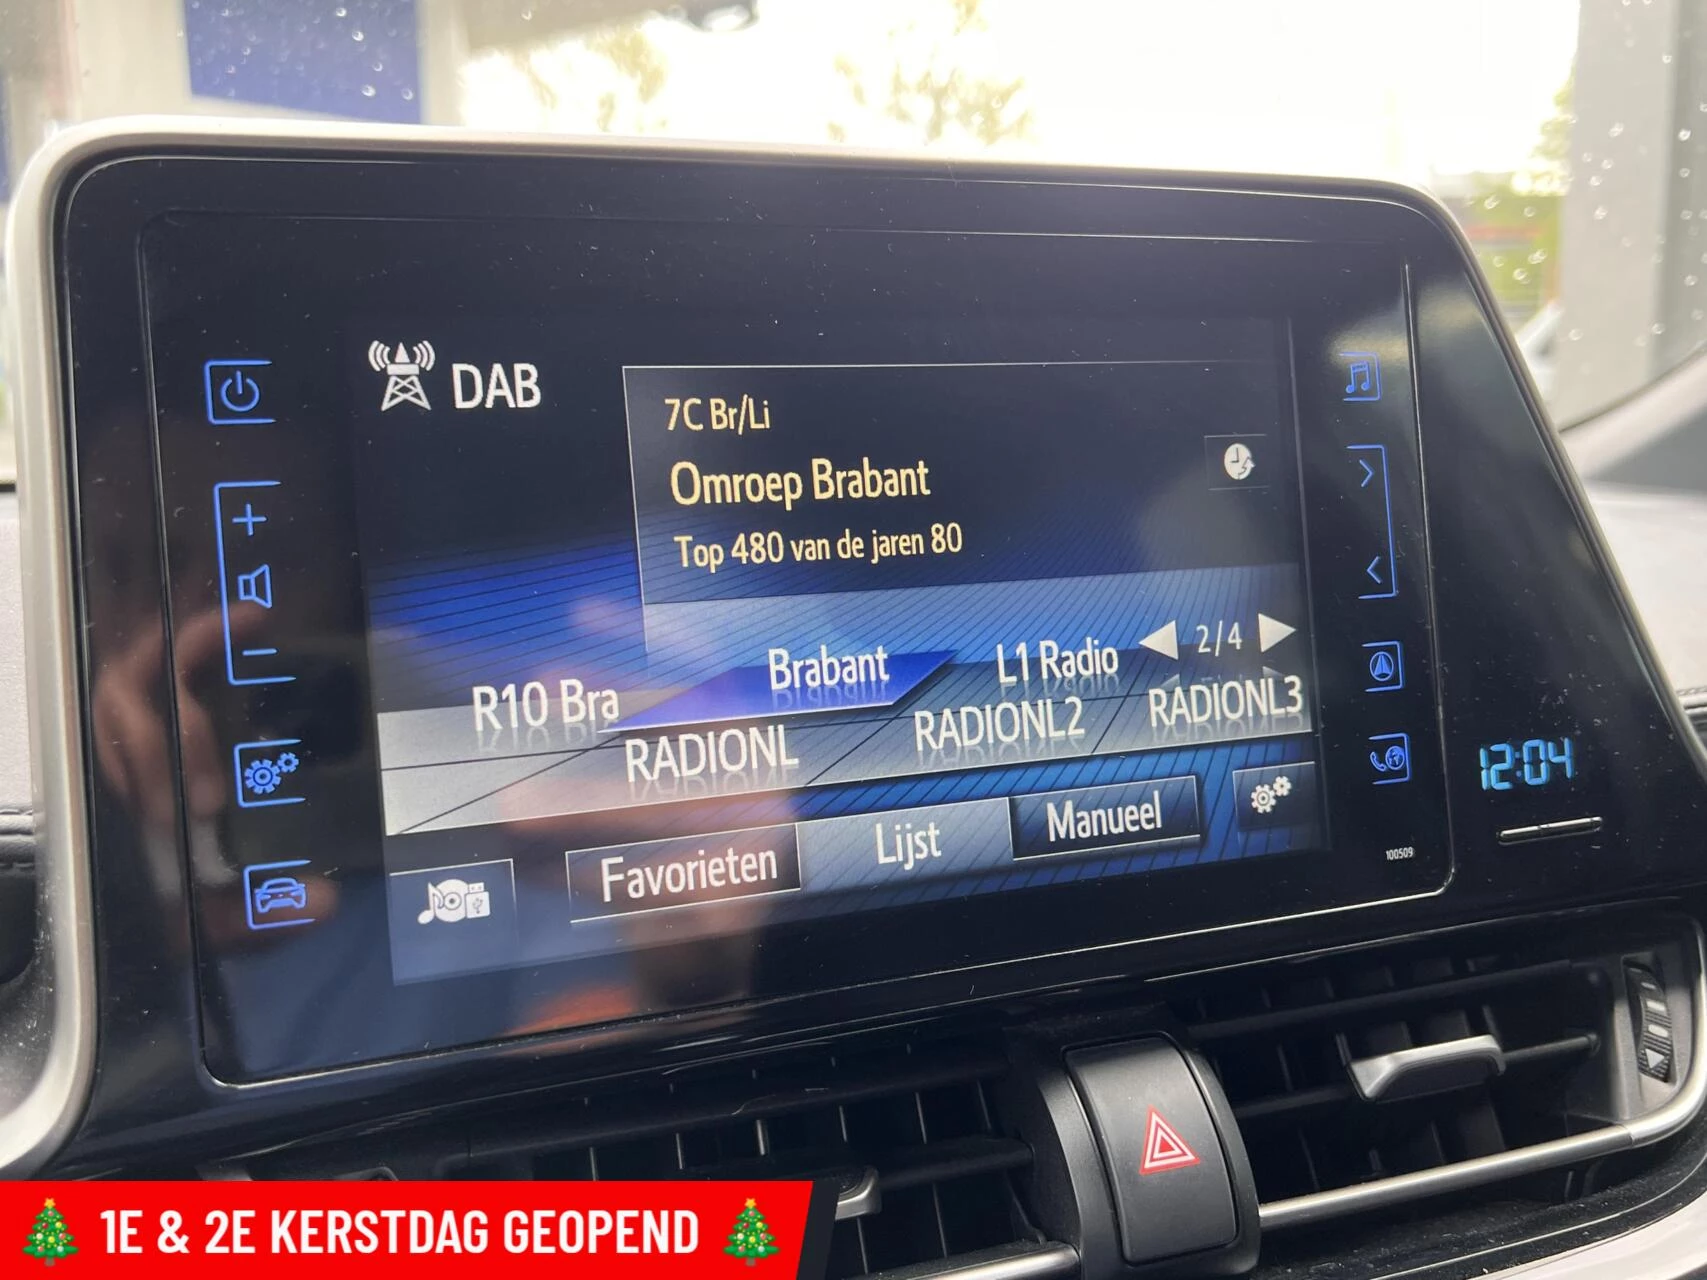 DAB
7C Br/Li
Omroep Brabant
Top 480 van de jaren 80
R10 Bra
Brabant
L1 Radio
2/4
RADIONL
RADIONL2
RADIONL3
Favorieten
Lijst
Manueel
12:04
100509
1E & 2E KERSTDAG GEOPEND